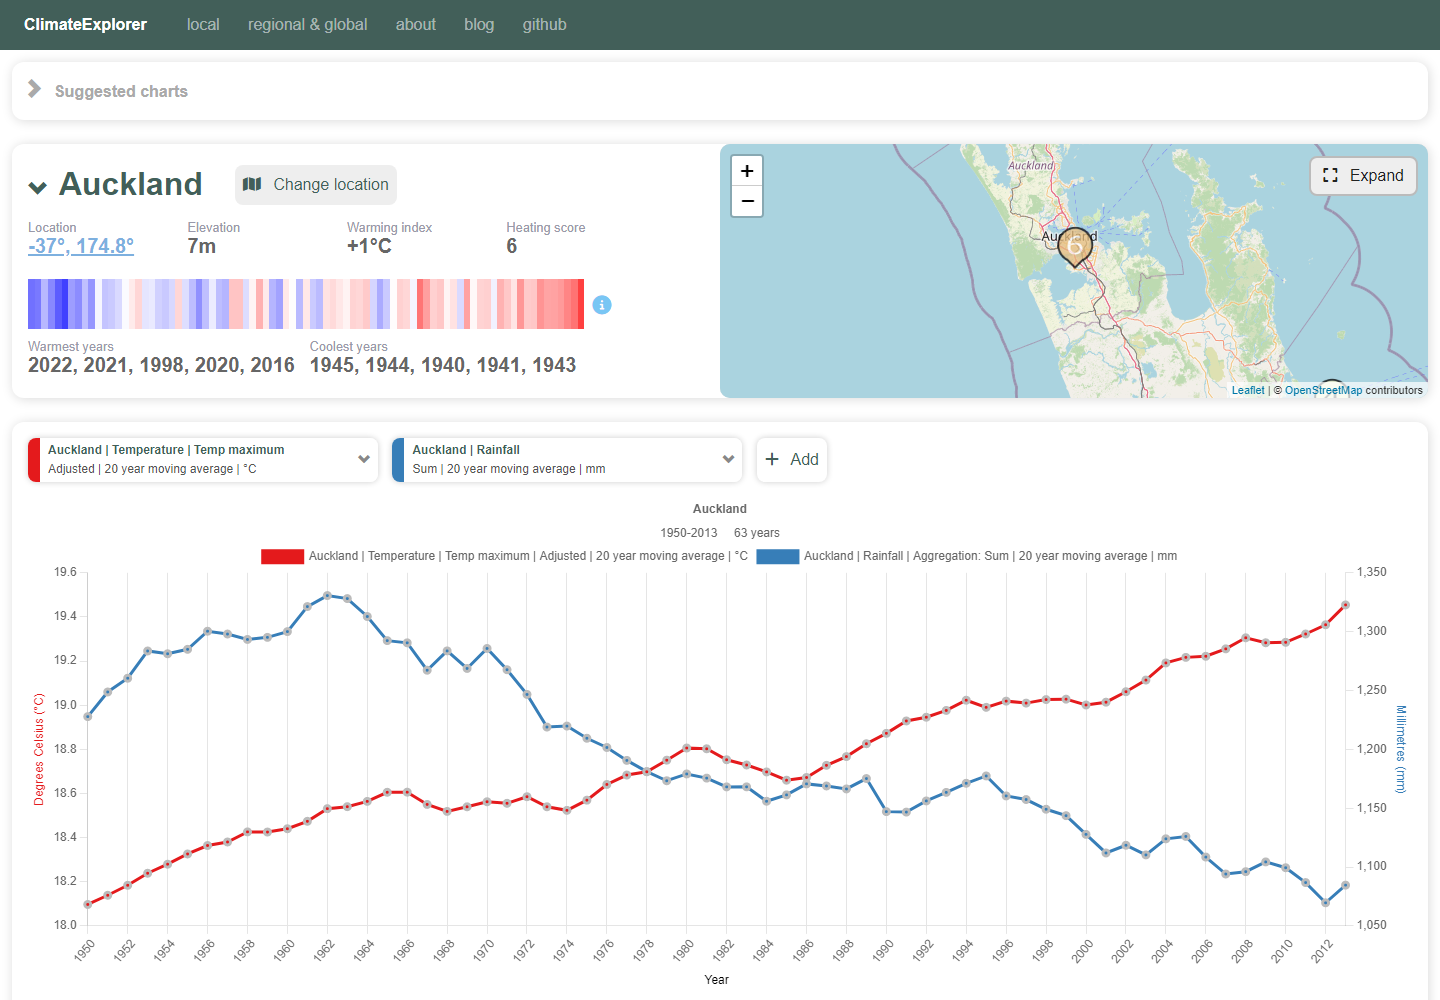 ClimateExplorer local regional & global about blog github
Suggested charts
Auckland Change location
Location Elevation Warming index Heating score
-37°, 174.8° 7m +1°C 6
Warmest years Coolest years
2022, 2021, 1998, 2020, 2016 1945, 1944, 1940, 1941, 1943
+
−
Auckland
Expand
Auckland
6
Leaflet | © OpenStreetMap contributors
Auckland | Temperature | Temp maximum
Adjusted | 20 year moving average | °C
Auckland | Rainfall
Sum | 20 year moving average | mm
+ Add
Auckland
1950-2013 63 years
Auckland | Temperature | Temp maximum | Adjusted | 20 year moving average | °C Auckland | Rainfall | Aggregation: Sum | 20 year moving average | mm
19.6
19.4
19.2
19.0
18.8
18.6
18.4
18.2
18.0
Degrees Celsius (°C)
1,350
1,300
1,250
1,200
1,150
1,100
1,050
Millimetres (mm)
1950 1952 1954 1956 1958 1960 1962 1964 1966 1968 1970 1972 1974 1976 1978 1980 1982 1984 1986 1988 1990 1992 1994 1996 1998 2000 2002 2004 2006 2008 2010 2012
Year